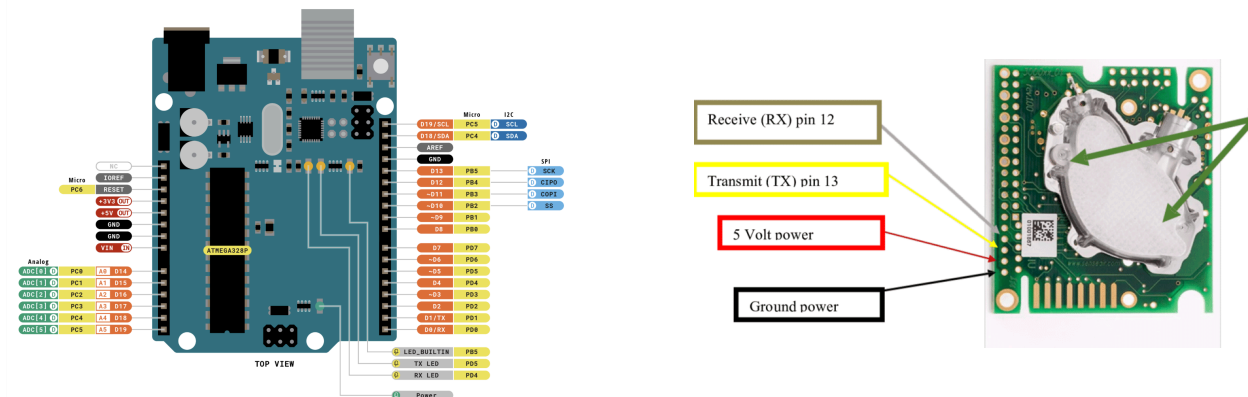 Micro I2C
D19/SCL PC5 D SCL
D18/SDA PC4 D SDA
AREF
GND
SPI
D13 PB5 D SCK
D12 PB4 D CIPO
~D11 PB3 D COPI
~D10 PB2 D SS
~D9 PB1
D8 PB0
D7 PD7
~D6 PD6
~D5 PD5
D4 PD4
~D3 PD3
D2 PD2
D1/TX PD1
D0/RX PD0
NC
IOREF
Micro
PC6 RESET
+3V3 OUT
+5V OUT
GND
GND
VIN IN
Analog
ADC[0] D PC0 A0 D14
ADC[1] D PC1 A1 D15
ADC[2] D PC2 A2 D16
ADC[3] D PC3 A3 D17
ADC[4] D PC4 A4 D18
ADC[5] D PC5 A5 D19
ATMEGA328P
LED_BUILTIN PB5
TX LED PD5
RX LED PD4
Power
TOP VIEW
Receive (RX) pin 12
Transmit (TX) pin 13
5 Volt power
Ground power